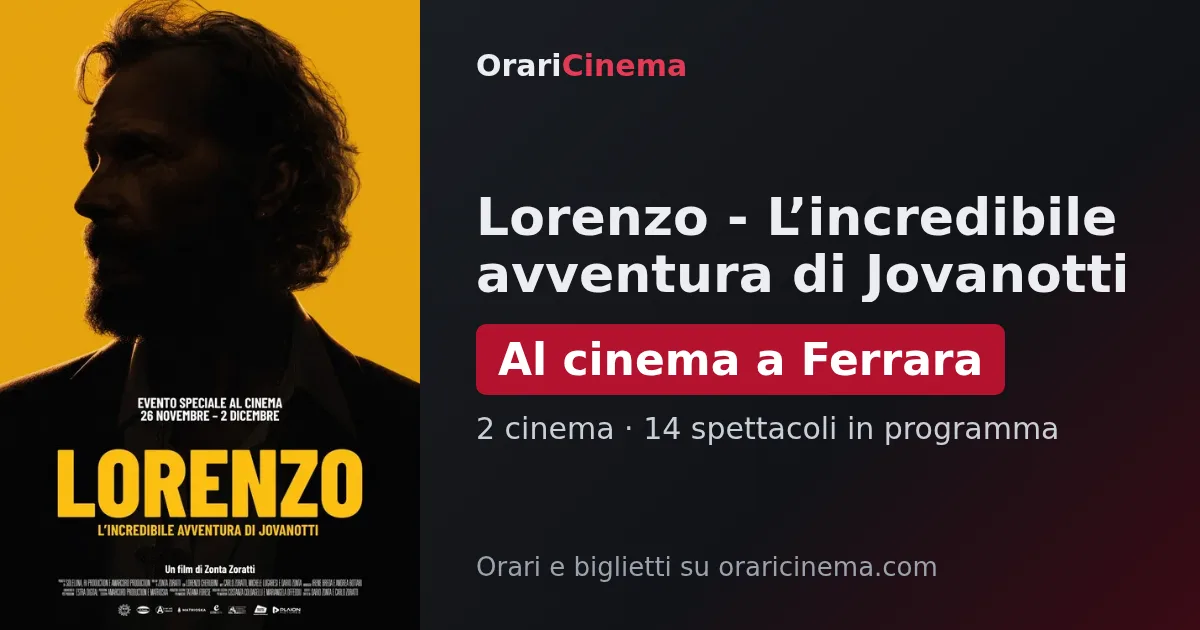 EVENTO SPECIALE AL CINEMA
26 NOVEMBRE – 2 DICEMBRE
LORENZO
L'INCREDIBILE AVVENTURA DI JOVANOTTI
Un film di Zonta Zoratti
PLAION
OrariCinema
Lorenzo - L’incredibile
avventura di Jovanotti
Al cinema a Ferrara
2 cinema · 14 spettacoli in programma
Orari e biglietti su oraricinema.com